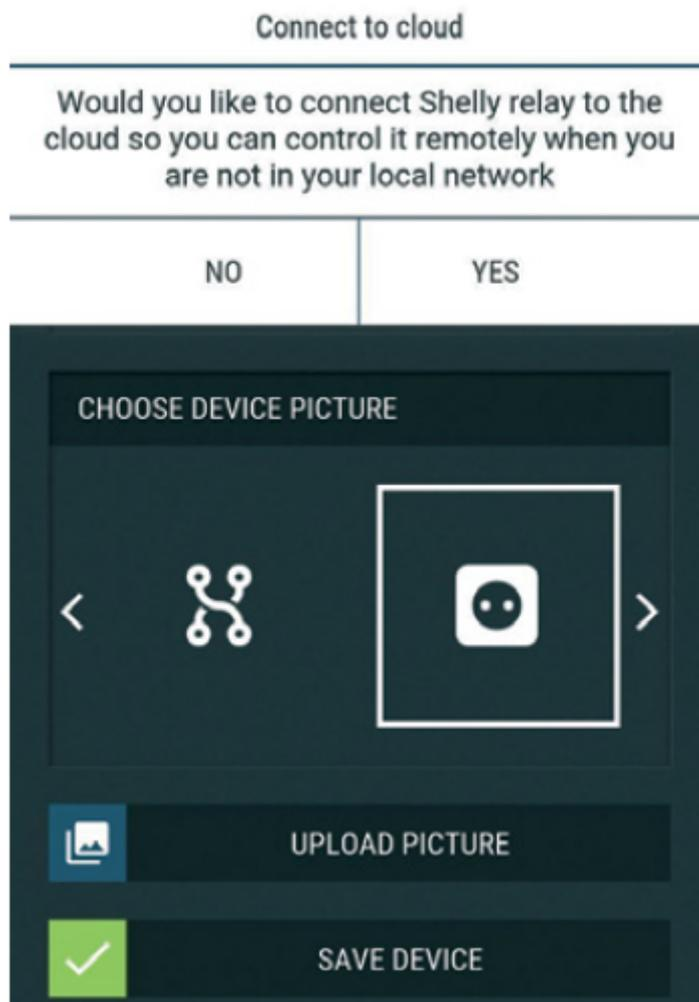 Connect to cloud
Would you like to connect Shelly relay to the
cloud so you can control it remotely when you
are not in your local network
NO YES
CHOOSE DEVICE PICTURE
UPLOAD PICTURE
SAVE DEVICE